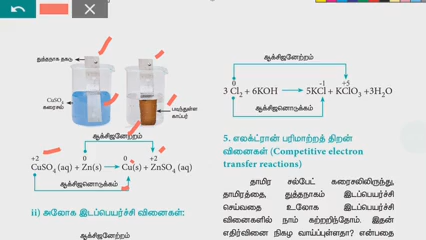 துத்தநாக தகடு
CuSO₄
கரைசல்
படிந்துள்ள
காப்பர்
ஆக்சிஜனேற்றம்
+2 0 0 +2
CuSO₄ (aq) + Zn(s) ⟶ Cu(s) + ZnSO₄ (aq)
ஆக்சிஜனொடுக்கம்
ii) அலோக இடப்பெயர்ச்சி வினைகள்:
ஆக்சிஜனேற்றம்
ஆக்சிஜனேற்றம்
0 -1 +5
3 Cl₂ + 6KOH ⟶ 5KCl + KClO₃ +3H₂O
ஆக்சிஜனொடுக்கம்
5. எலக்ட்ரான் பரிமாற்றத் திறன்
வினைகள் (Competitive electron
transfer reactions)
தாமிர சல்பேட் கரைசலிலிருந்து,
தாமிரத்தை, துத்தநாகம் இடப்பெயர்ச்சி
செய்வதை உலோக இடப்பெயர்ச்சி
வினைகளில் நாம் கற்றறிந்தோம். இதன்
எதிர்வினை நிகழ வாய்ப்புள்ளதா? என்பதை